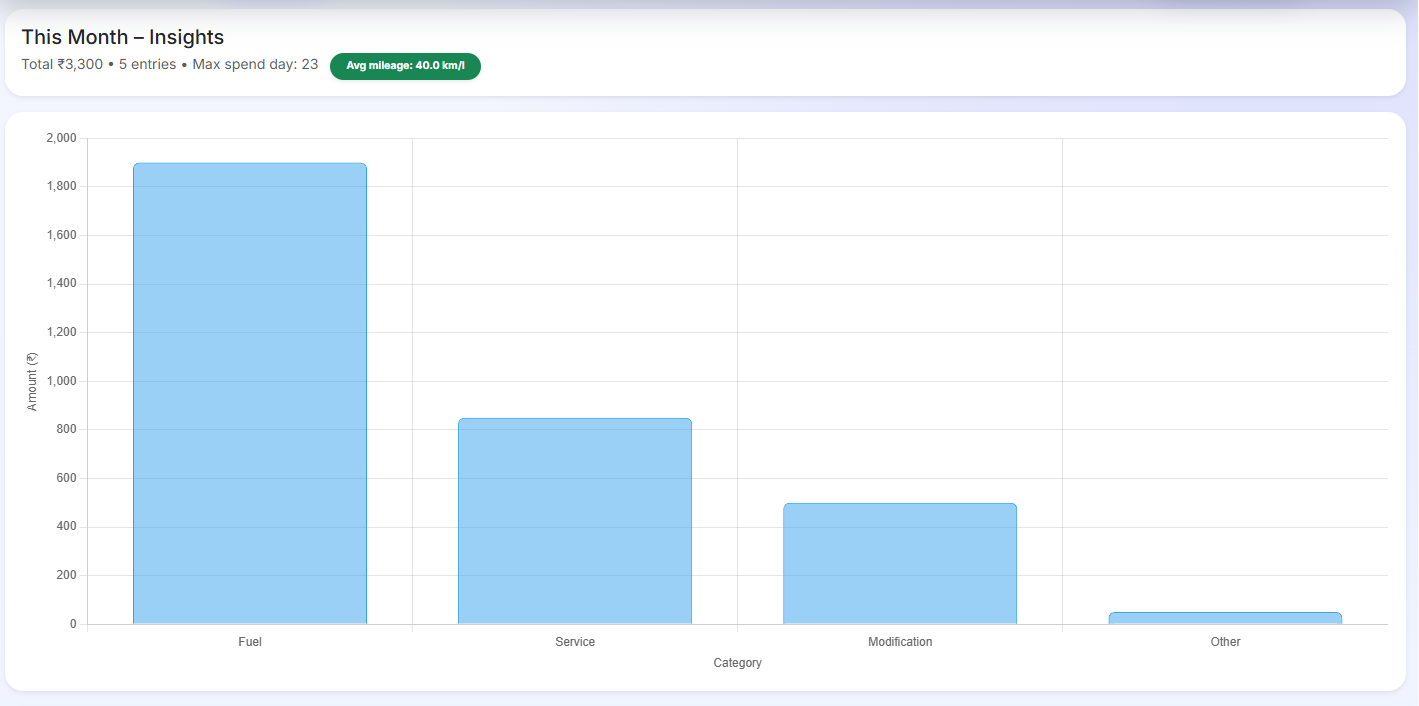 This Month – Insights
Total ₹3,300 • 5 entries • Max spend day: 23 Avg mileage: 40.0 km/l
2,000
1,800
1,600
1,400
1,200
1,000
800
600
400
200
0
Amount (₹)
Fuel Service Modification Other
Category